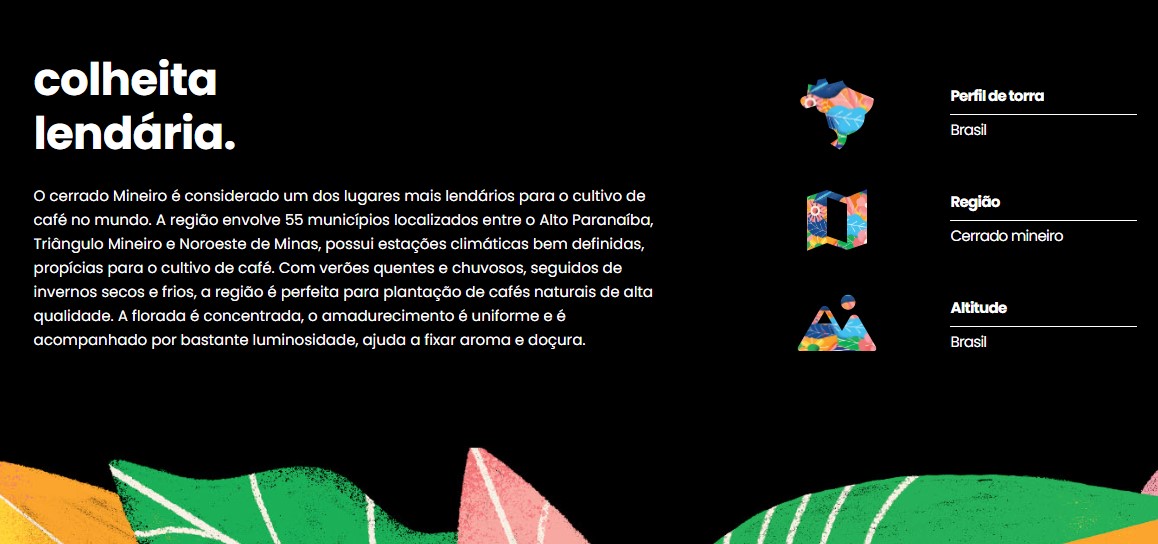 colheita
lendária.
O cerrado Mineiro é considerado um dos lugares mais lendários para o cultivo de
café no mundo. A região envolve 55 municípios localizados entre o Alto Paranaíba,
Triângulo Mineiro e Noroeste de Minas, possui estações climáticas bem definidas,
propícias para o cultivo de café. Com verões quentes e chuvosos, seguidos de
invernos secos e frios, a região é perfeita para plantação de cafés naturais de alta
qualidade. A florada é concentrada, o amadurecimento é uniforme e é
acompanhado por bastante luminosidade, ajuda a fixar aroma e doçura.
Perfil de torra
Brasil
Região
Cerrado mineiro
Altitude
Brasil